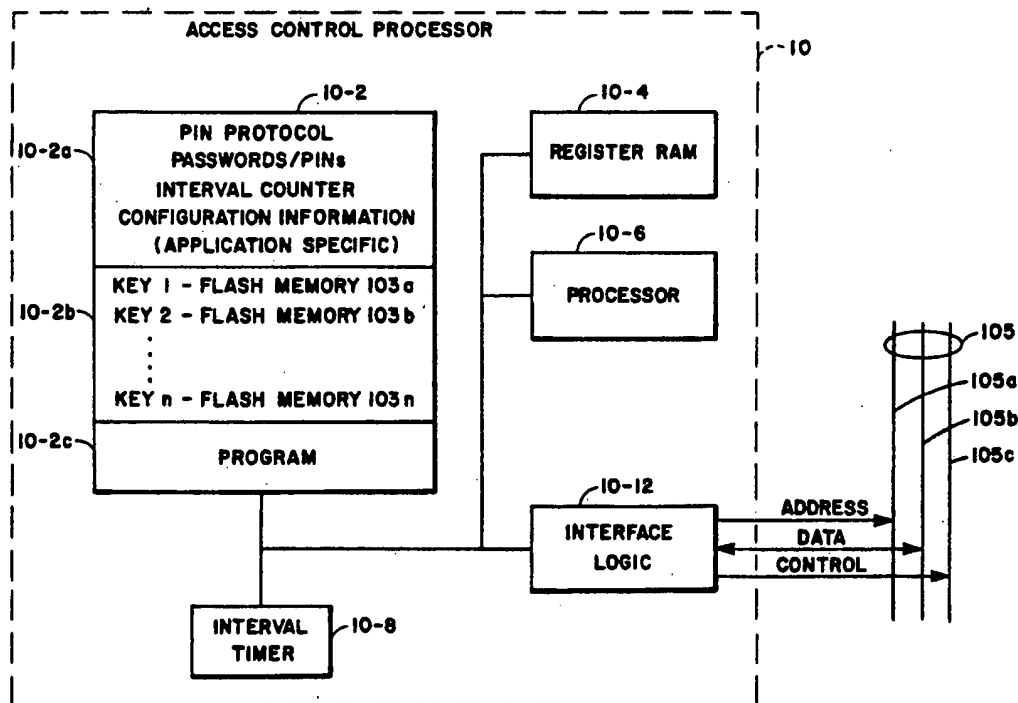 ACCESS CONTROL PROCESSOR
10
10-2
10-2a
PIN PROTOCOL
PASSWORDS/PINs
INTERVAL COUNTER
CONFIGURATION INFORMATION
(APPLICATION SPECIFIC)
10-2b
KEY 1 - FLASH MEMORY 103a
KEY 2 - FLASH MEMORY 103b
KEY n - FLASH MEMORY 103n
10-2c
PROGRAM
10-4
REGISTER RAM
10-6
PROCESSOR
10-12
INTERFACE
LOGIC
ADDRESS
DATA
CONTROL
105
105a
105b
105c
INTERVAL
TIMER
10-8